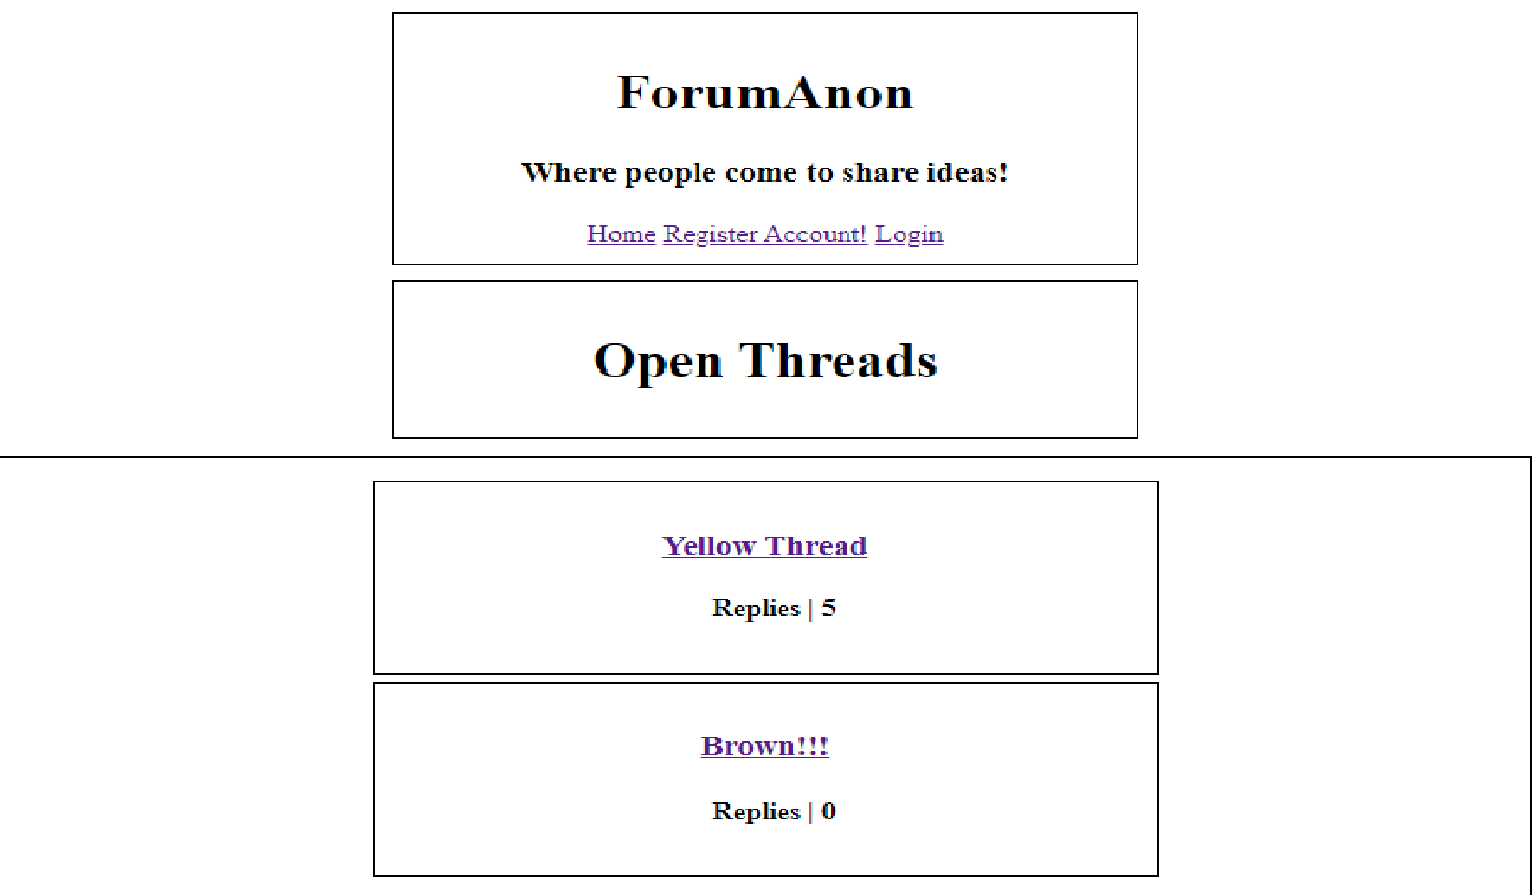 ForumAnon
Where people come to share ideas!
Home Register Account! Login
Open Threads
Yellow Thread
Replies | 5
Brown!!!
Replies | 0